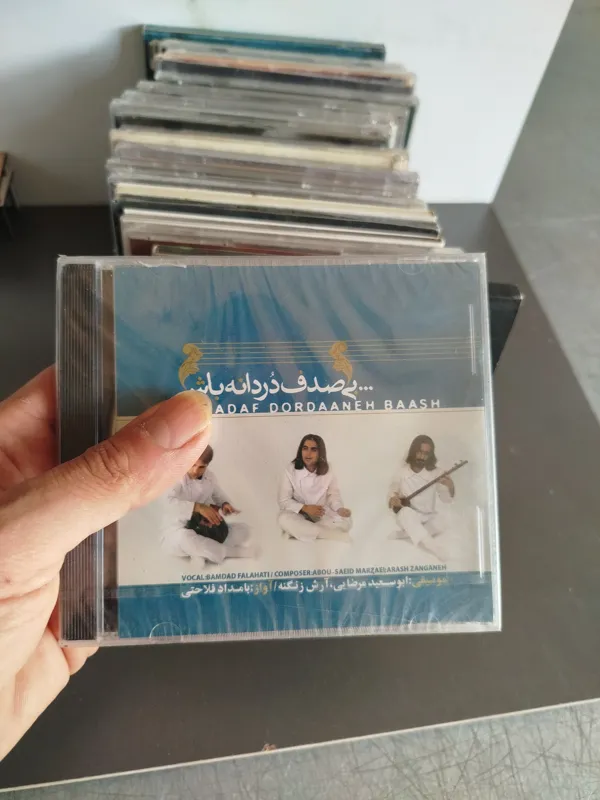 ...بی صدف دُردانه باش
ADAF DORDAANEH BAASH
VOCAL:BAMDAD FALAHATI / COMPOSER:ABOU-SAEID MARZAEI,ARASH ZANGANEH
موسیقی: ابوسعید مرضایی، آرش زنگنه / آواز: بامداد فلاحتی